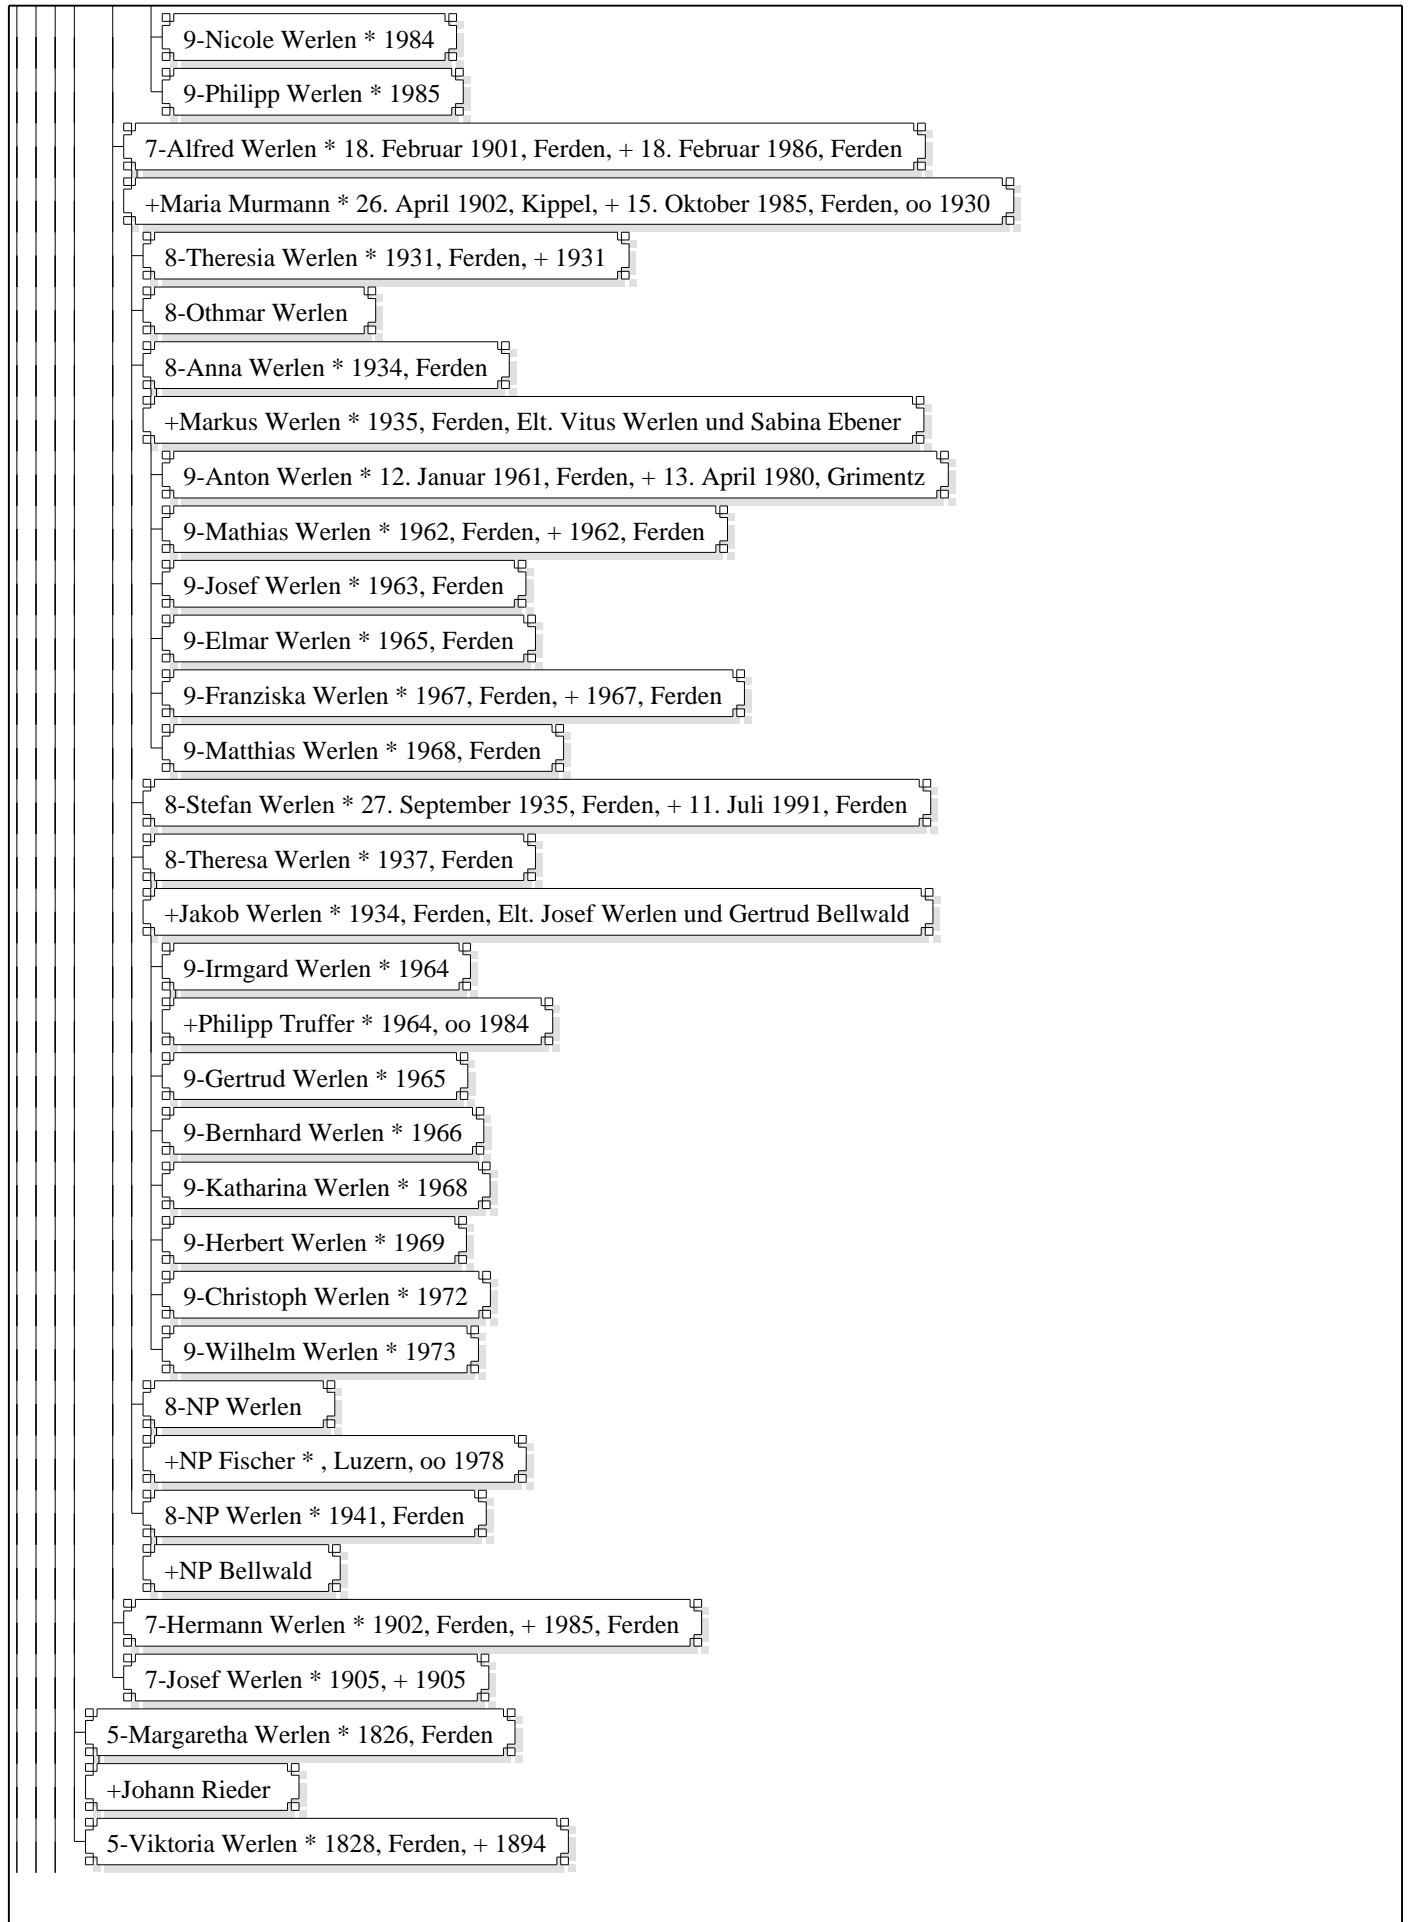 9-Nicole Werlen * 1984
9-Philipp Werlen * 1985
7-Alfred Werlen * 18. Februar 1901, Ferden, + 18. Februar 1986, Ferden
+Maria Murmann * 26. April 1902, Kippel, + 15. Oktober 1985, Ferden, oo 1930
8-Theresia Werlen * 1931, Ferden, + 1931
8-Othmar Werlen
8-Anna Werlen * 1934, Ferden
+Markus Werlen * 1935, Ferden, Elt. Vitus Werlen und Sabina Ebener
9-Anton Werlen * 12. Januar 1961, Ferden, + 13. April 1980, Grimentz
9-Mathias Werlen * 1962, Ferden, + 1962, Ferden
9-Josef Werlen * 1963, Ferden
9-Elmar Werlen * 1965, Ferden
9-Franziska Werlen * 1967, Ferden, + 1967, Ferden
9-Matthias Werlen * 1968, Ferden
8-Stefan Werlen * 27. September 1935, Ferden, + 11. Juli 1991, Ferden
8-Theresa Werlen * 1937, Ferden
+Jakob Werlen * 1934, Ferden, Elt. Josef Werlen und Gertrud Bellwald
9-Irmgard Werlen * 1964
+Philipp Truffer * 1964, oo 1984
9-Gertrud Werlen * 1965
9-Bernhard Werlen * 1966
9-Katharina Werlen * 1968
9-Herbert Werlen * 1969
9-Christoph Werlen * 1972
9-Wilhelm Werlen * 1973
8-NP Werlen
+NP Fischer * , Luzern, oo 1978
8-NP Werlen * 1941, Ferden
+NP Bellwald
7-Hermann Werlen * 1902, Ferden, + 1985, Ferden
7-Josef Werlen * 1905, + 1905
5-Margaretha Werlen * 1826, Ferden
+Johann Rieder
5-Viktoria Werlen * 1828, Ferden, + 1894